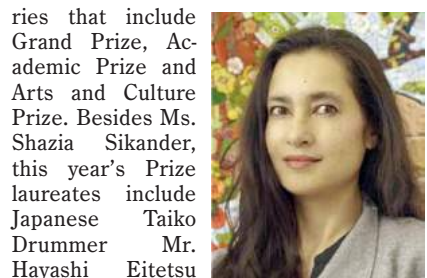 ries that include
Grand Prize, Ac-
ademic Prize and
Arts and Culture
Prize. Besides Ms.
Shazia Sikander,
this year's Prize
laureates include
Japanese Taiko
Drummer Mr.
Hayashi Eitetsu